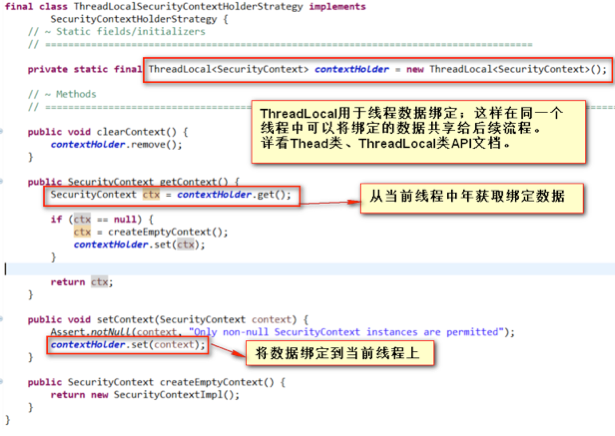 final class ThreadLocalSecurityContextHolderStrategy implements
SecurityContextHolderStrategy {
// ~ Static fields/initializers
// =====================================================================================
private static final ThreadLocal<SecurityContext> contextHolder = new ThreadLocal<SecurityContext>();
// ~ Methods
// =====================================================================================
ThreadLocal用于线程数据绑定；这样在同一个
线程中可以将绑定的数据共享给后续流程。
详看Thead类、ThreadLocal类API文档。
public void clearContext() {
contextHolder.remove();
}
public SecurityContext getContext() {
SecurityContext ctx = contextHolder.get();
从当前线程中年获取绑定数据
if (ctx == null) {
ctx = createEmptyContext();
contextHolder.set(ctx);
}
return ctx;
}
public void setContext(SecurityContext context) {
Assert.notNull(context, "Only non-null SecurityContext instances are permitted");
contextHolder.set(context);
将数据绑定到当前线程上
}
public SecurityContext createEmptyContext() {
return new SecurityContextImpl();
}
}